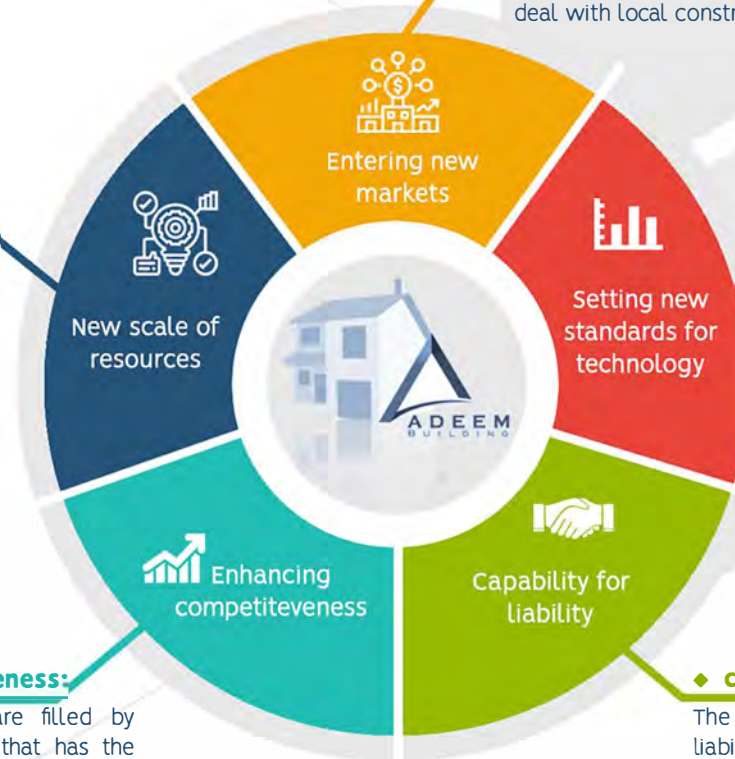 deal with local constr
Entering new
markets
New scale of
resources
Setting new
standards for
technology
ADEEM
BUILDING
Enhancing
competiteveness
Capability for
liability
eness:
are filled by
that has the
◆ C
The
liabi